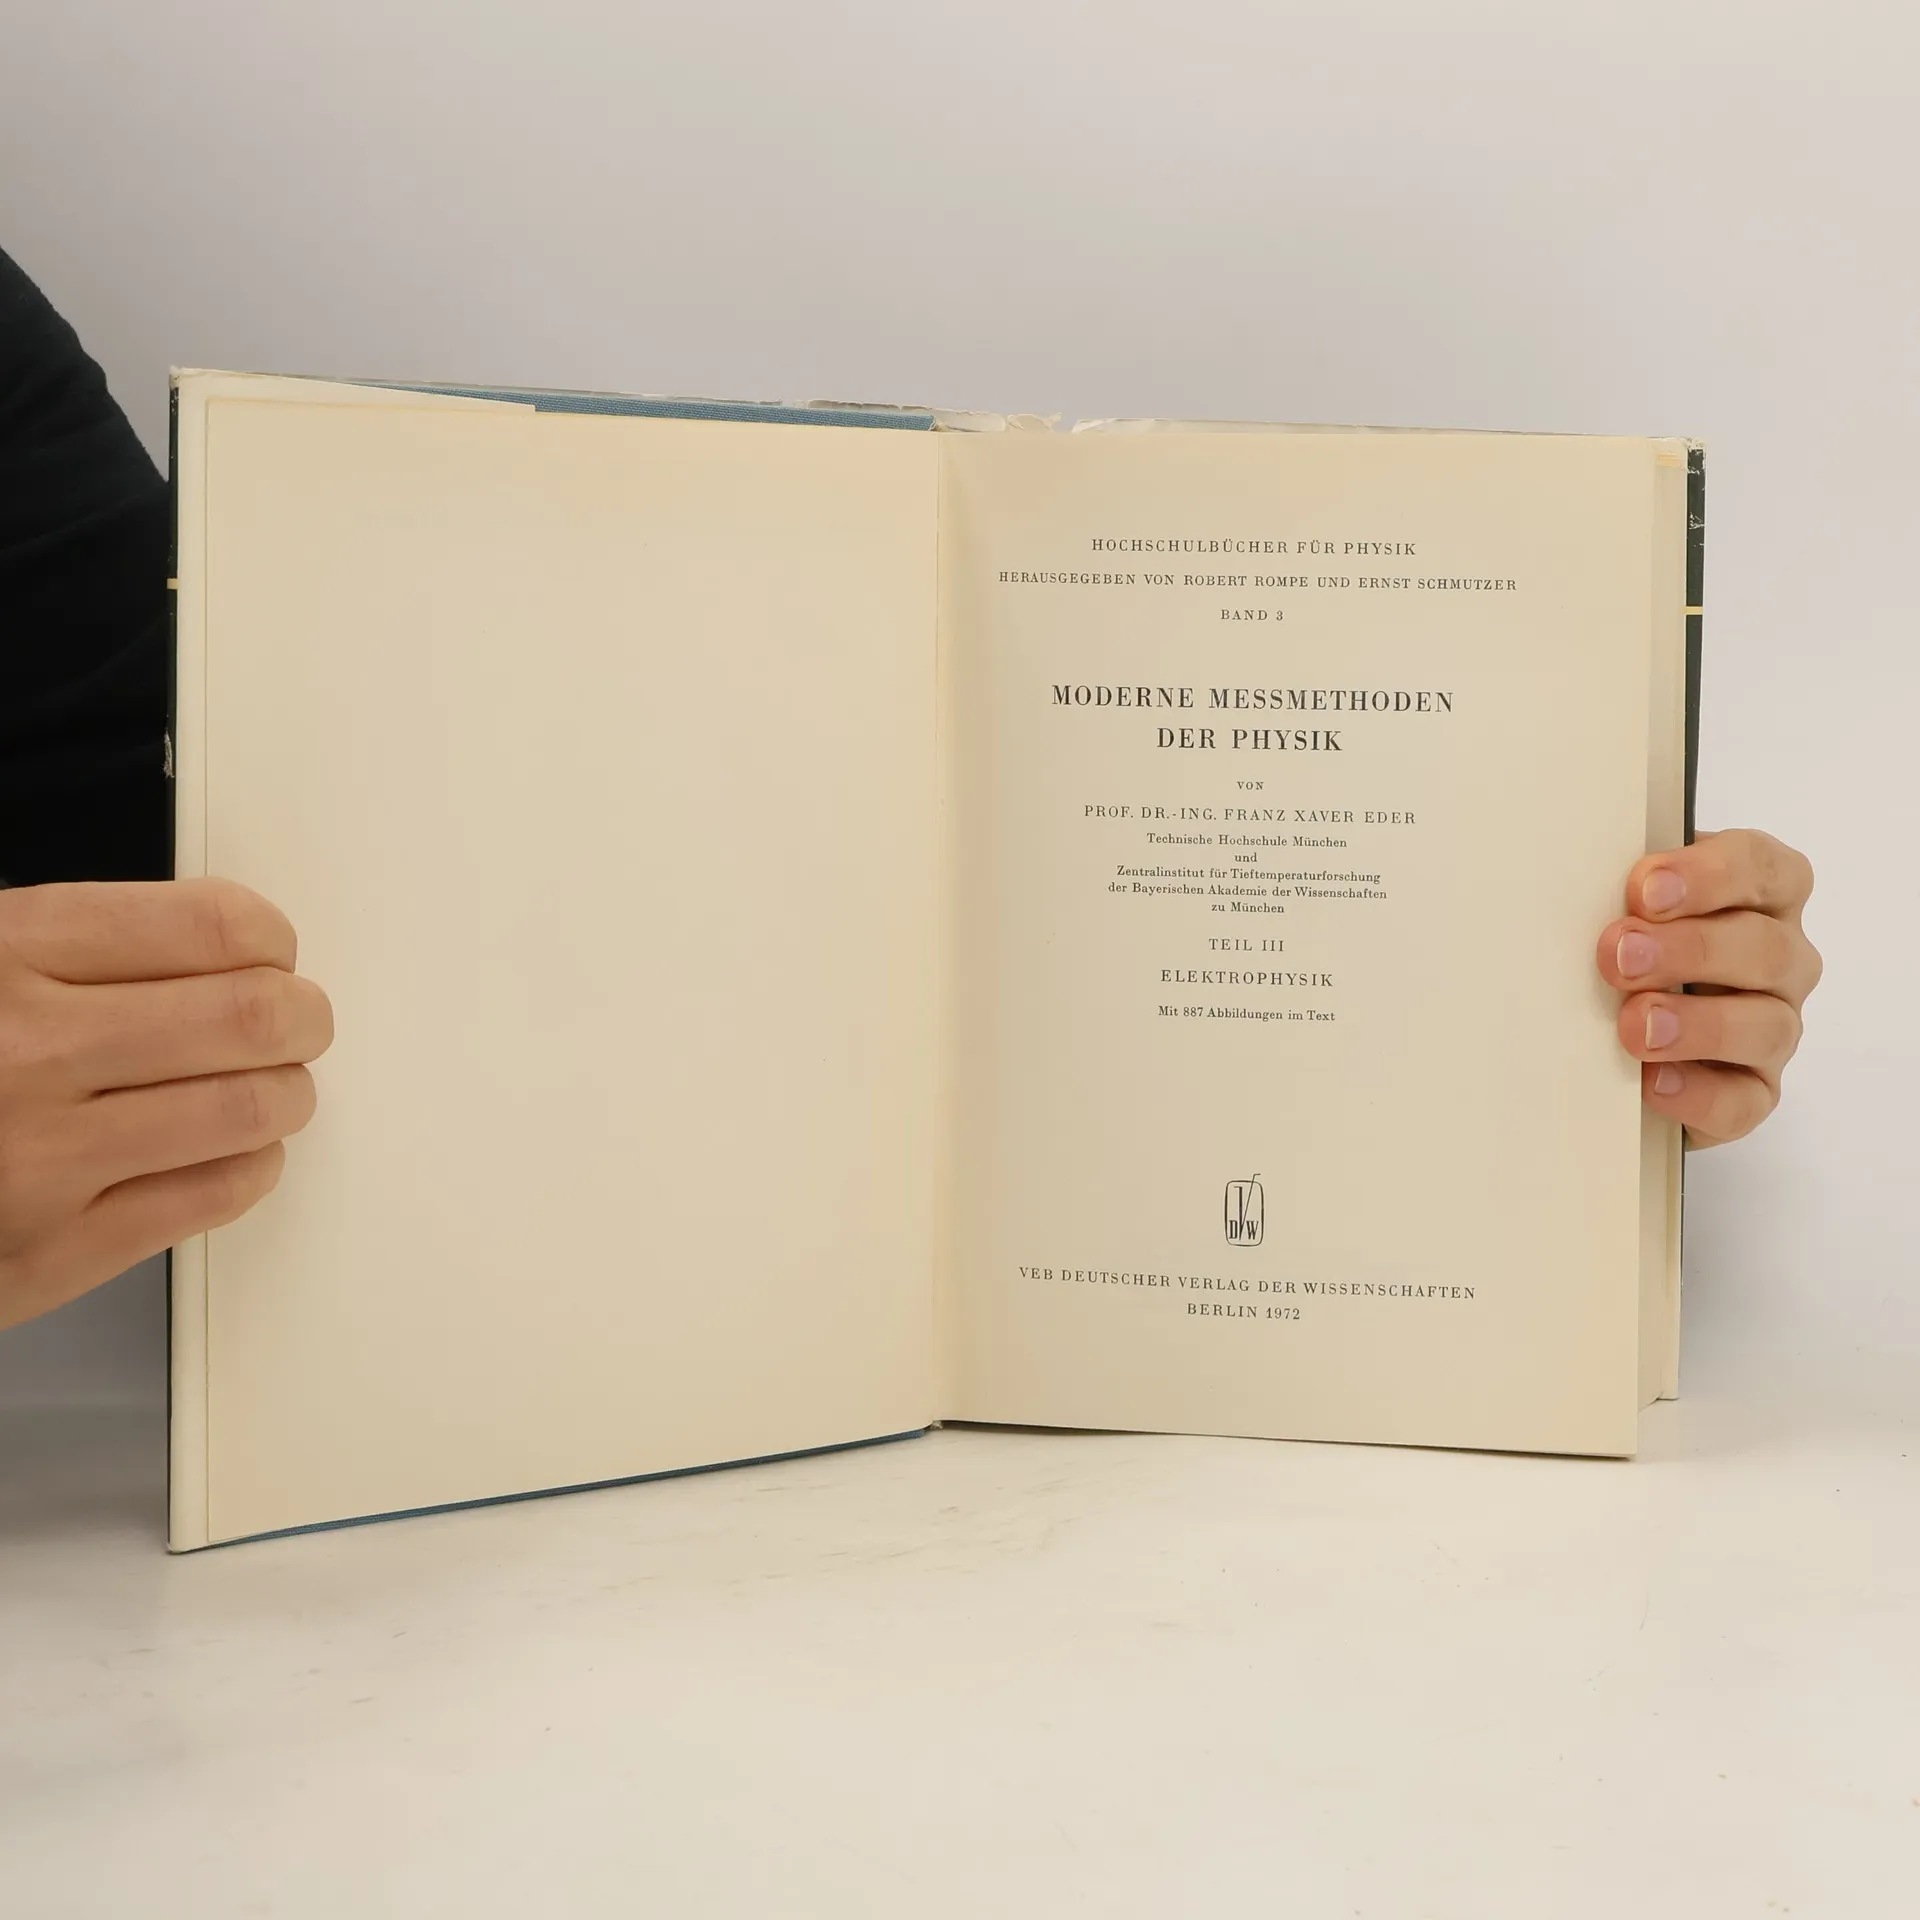 HOCHSCHULBÜCHER FÜR PHYSIK
HERAUSGEGEBEN VON ROBERT ROMPE UND ERNST SCHMUTZER
BAND 3
MODERNE MESSMETHODEN
DER PHYSIK
VON
PROF. DR.-ING. FRANZ XAVER EDER
Technische Hochschule München
und
Zentralinstitut für Tieftemperaturforschung
der Bayerischen Akademie der Wissenschaften
zu München
TEIL III
ELEKTROPHYSIK
Mit 887 Abbildungen im Text
DVW
VEB DEUTSCHER VERLAG DER WISSENSCHAFTEN
BERLIN 1972